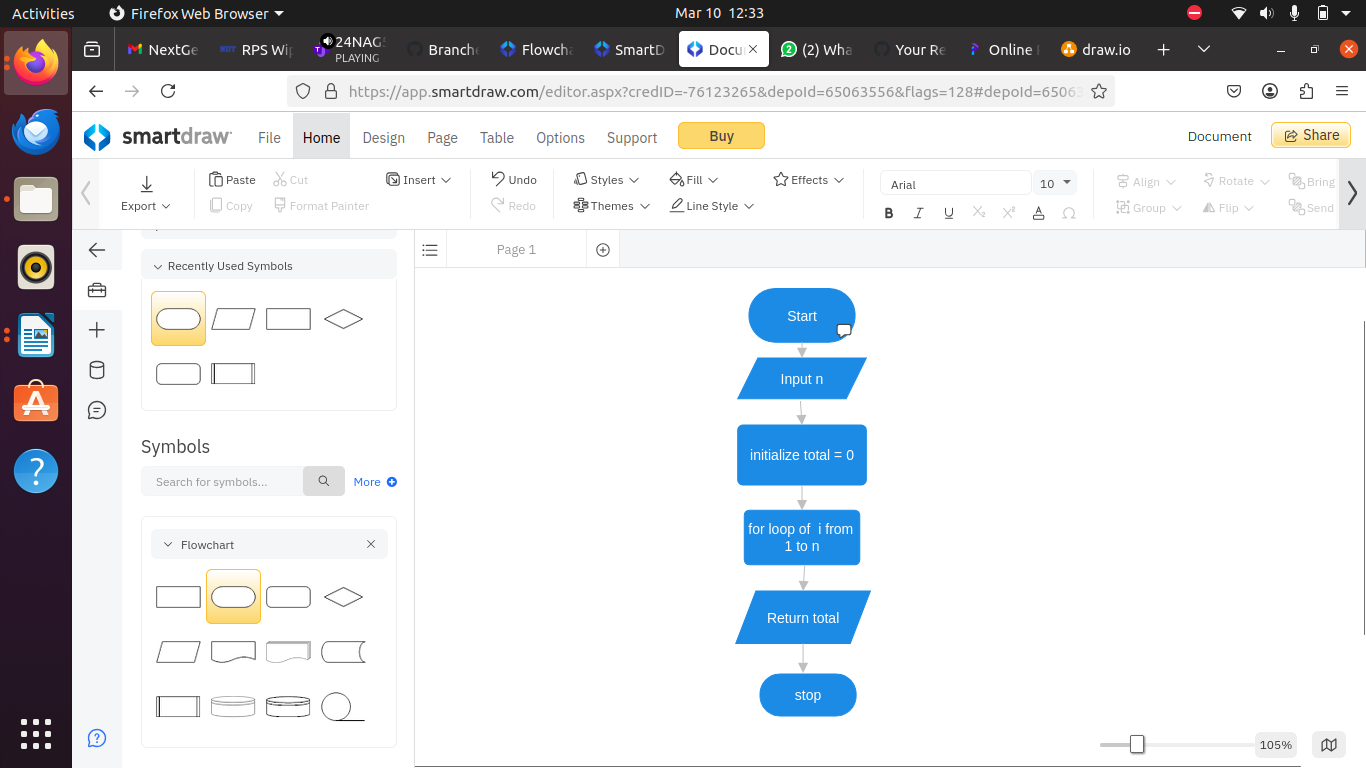 Activities
Firefox Web Browser
Mar 10 12:33
NextGe
RPS Wip
24NAGS
PLAYING
Branche
Flowcha
SmartD
Docu
(2) Wha
Your Re
Online
draw.io
https://app.smartdraw.com/editor.aspx?credID=-76123265&depoId=65063556&flags=128#depoId=65063
smartdraw
File
Home
Design
Page
Table
Options
Support
Buy
Document
Share
Export
Paste
Cut
Copy
Format Painter
Insert
Undo
Redo
Styles
Fill
Effects
Themes
Line Style
Arial
10
B
I
U
X₂
X²
A
Ω
Align
Rotate
Bring
Group
Flip
Send
Recently Used Symbols
Page 1
Symbols
Search for symbols...
More
Flowchart
Start
Input n
initialize total = 0
for loop of i from
1 to n
Return total
stop
105%